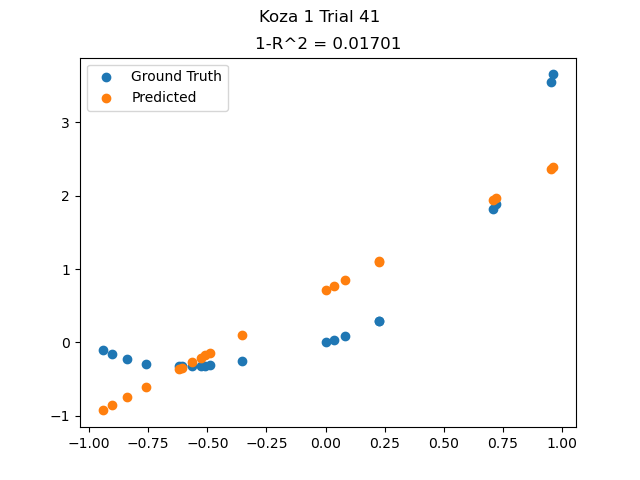 Koza 1 Trial 41
1-R^2 = 0.01701
Ground Truth
Predicted
3
2
1
0
−1
−1.00 −0.75 −0.50 −0.25 0.00 0.25 0.50 0.75 1.00